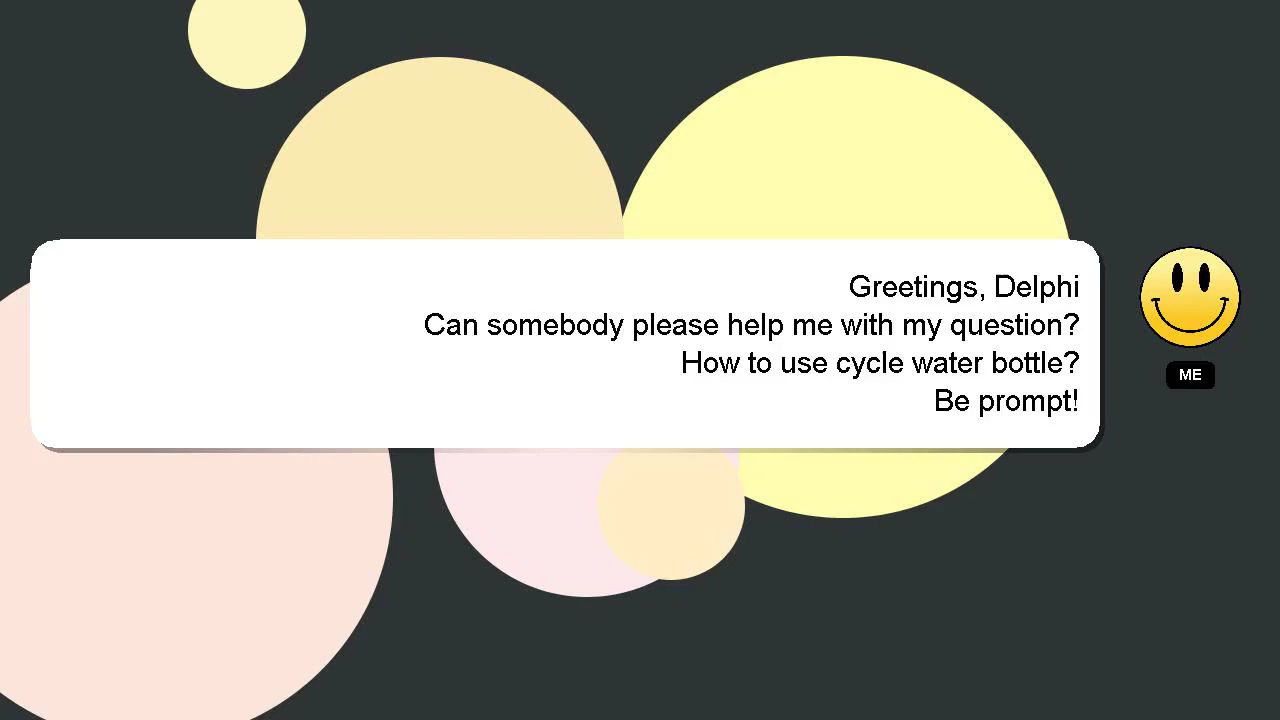 Greetings, Delphi
Can somebody please help me with my question?
How to use cycle water bottle?
Be prompt!
ME